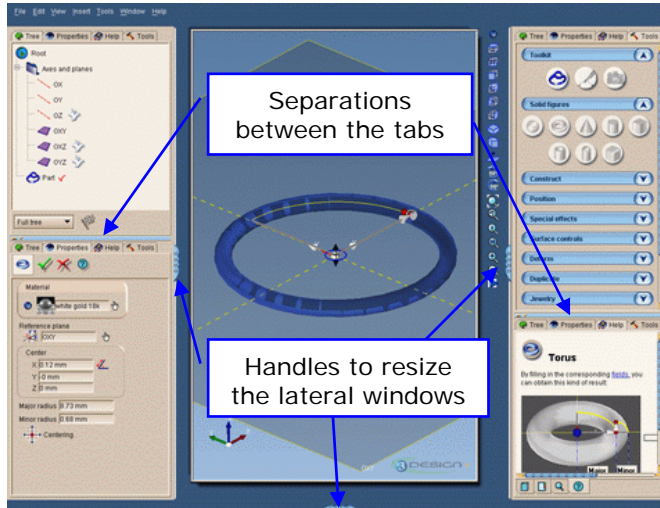 File Edit View Insert Tools Window Help
Tree Properties Help Tools
Root
Axes and planes
OX
OY
OZ
OXY
OXZ
OYZ
Part
Full tree
Tree Properties Help Tools
Material
white gold 18k
Reference plane
OXY
Center
X 0.12 mm
Y -0 mm
Z 0 mm
Major radius 8.73 mm
Minor radius 0.68 mm
Centering
Separations
between the tabs
Handles to resize
the lateral windows
OXY
3DESIGN
Tree Properties Help Tools
Toolkit
Solid figures
Construct
Position
Special effects
Surface controls
Deform
Duplicate
Jewelry
Tree Properties Help Tools
Torus
By filling in the corresponding fields, you
can obtain this kind of result:
Major Minor